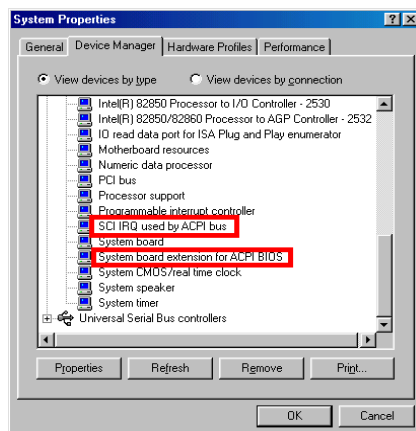 System Properties
General Device Manager Hardware Profiles Performance
View devices by type View devices by connection
Intel(R) 82850 Processor to I/O Controller - 2530
Intel(R) 82850/82860 Processor to AGP Controller - 2532
IO read data port for ISA Plug and Play enumerator
Motherboard resources
Numeric data processor
PCI bus
Processor support
Programmable interrupt controller
SCI IRQ used by ACPI bus
System board
System board extension for ACPI BIOS
System CMOS/real time clock
System speaker
System timer
Universal Serial Bus controllers
Properties Refresh Remove Print...
OK Cancel